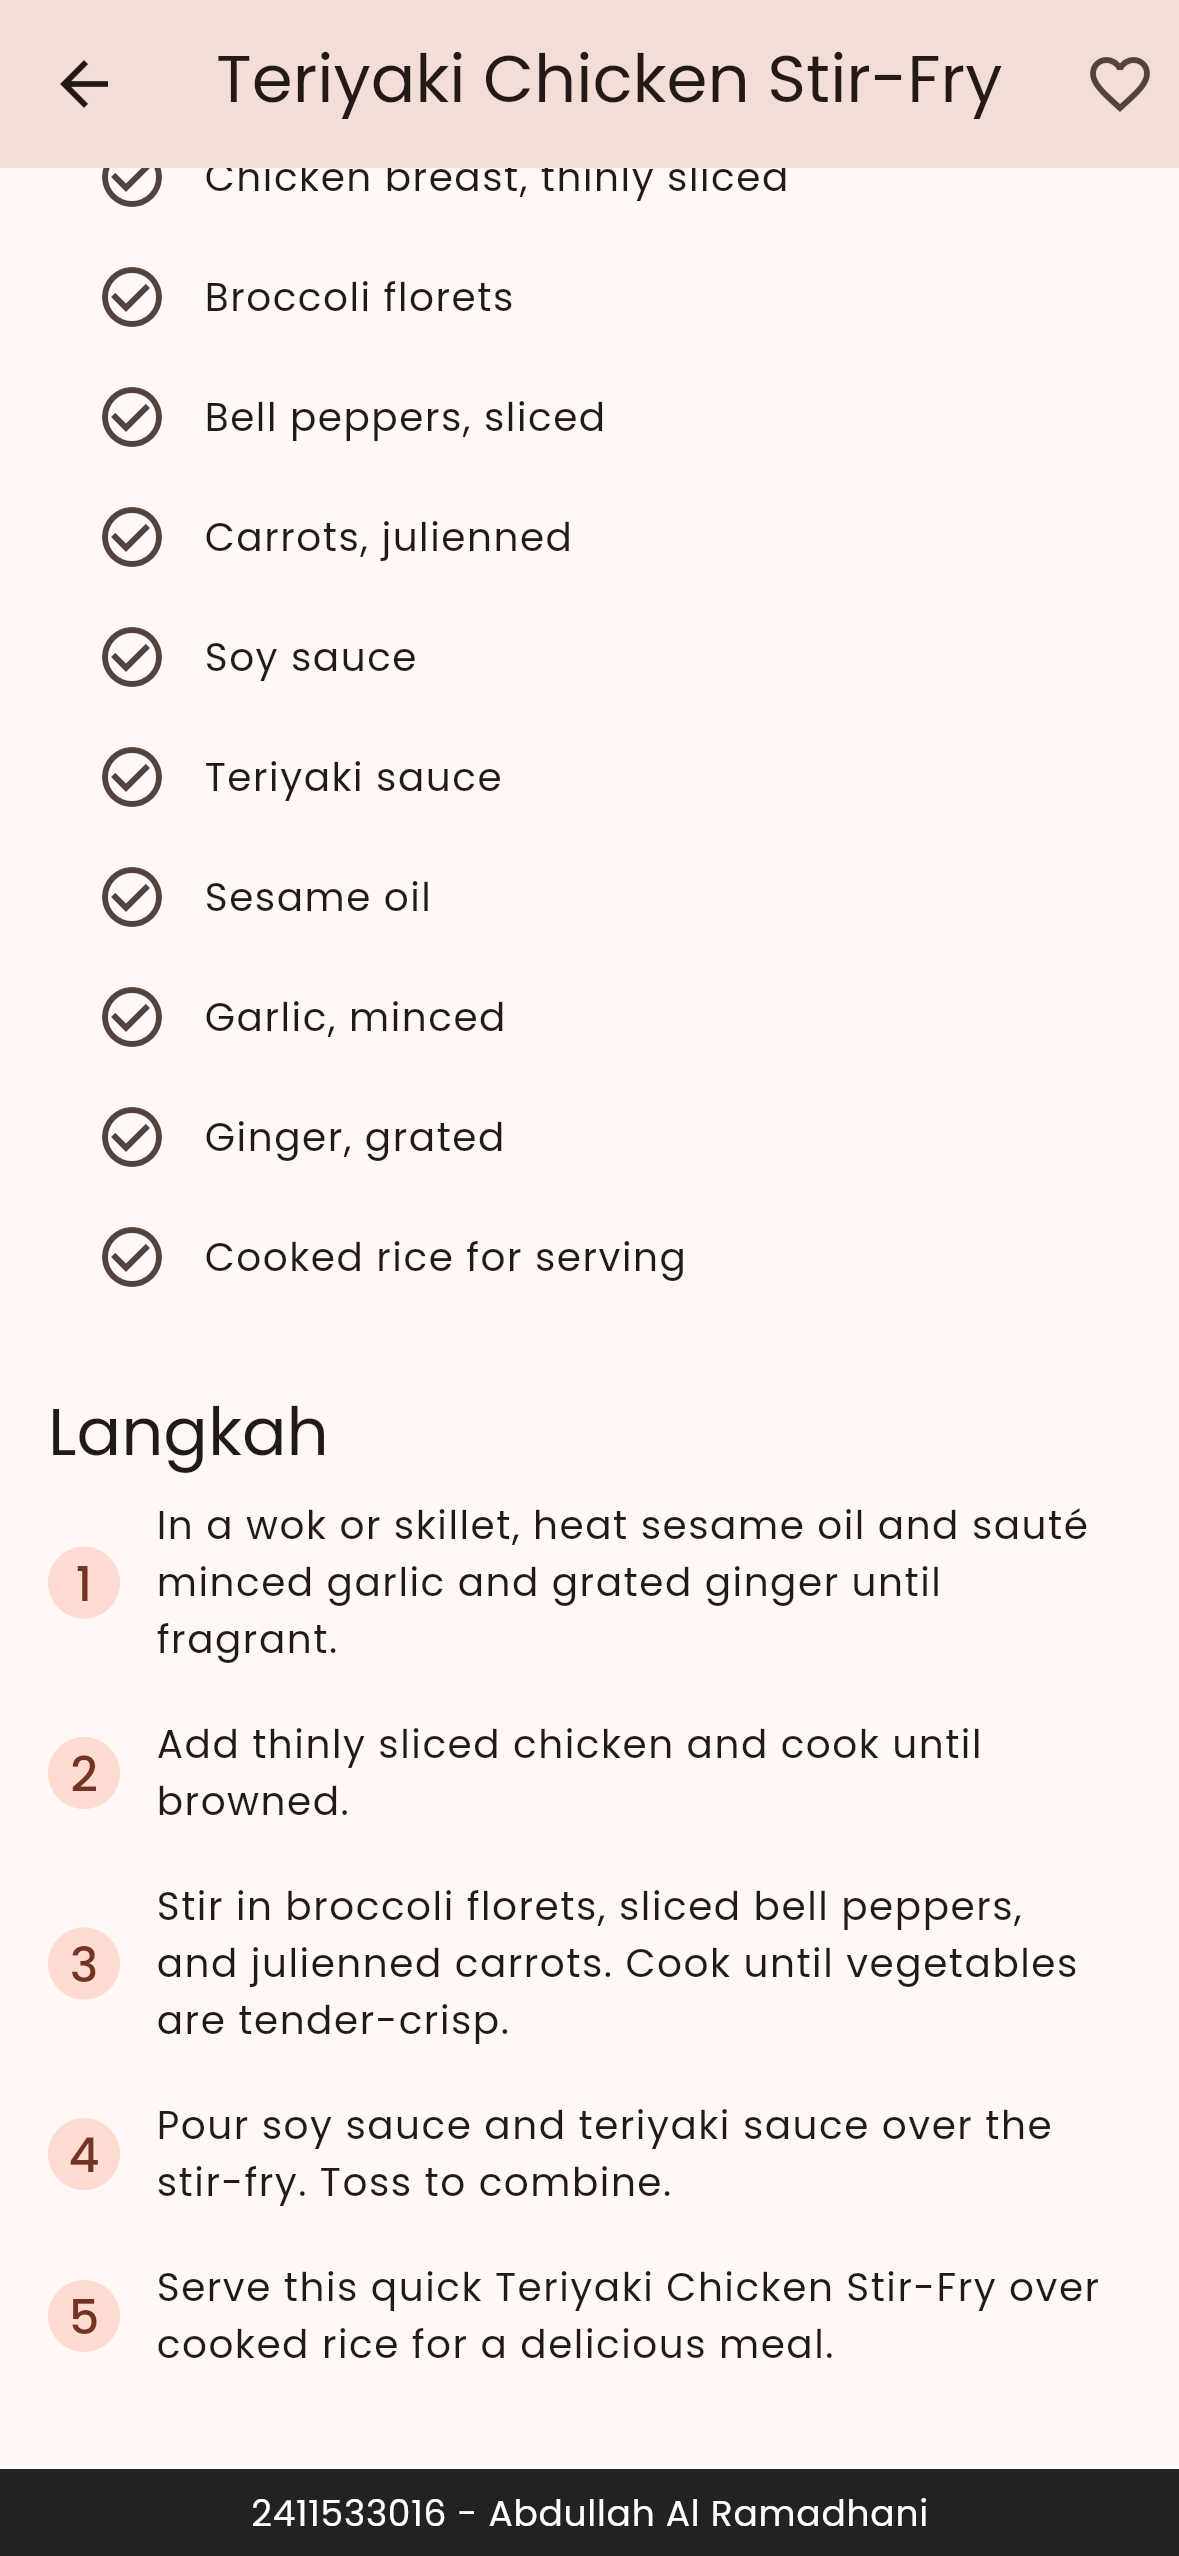 Teriyaki Chicken Stir-Fry
Chicken breast, thinly sliced
Broccoli florets
Bell peppers, sliced
Carrots, julienned
Soy sauce
Teriyaki sauce
Sesame oil
Garlic, minced
Ginger, grated
Cooked rice for serving
Langkah
In a wok or skillet, heat sesame oil and sauté
1 minced garlic and grated ginger until
fragrant.
Add thinly sliced chicken and cook until
2 browned.
Stir in broccoli florets, sliced bell peppers,
3 and julienned carrots. Cook until vegetables
are tender-crisp.
Pour soy sauce and teriyaki sauce over the
4 stir-fry. Toss to combine.
Serve this quick Teriyaki Chicken Stir-Fry over
5 cooked rice for a delicious meal.
2411533016 - Abdullah Al Ramadhani